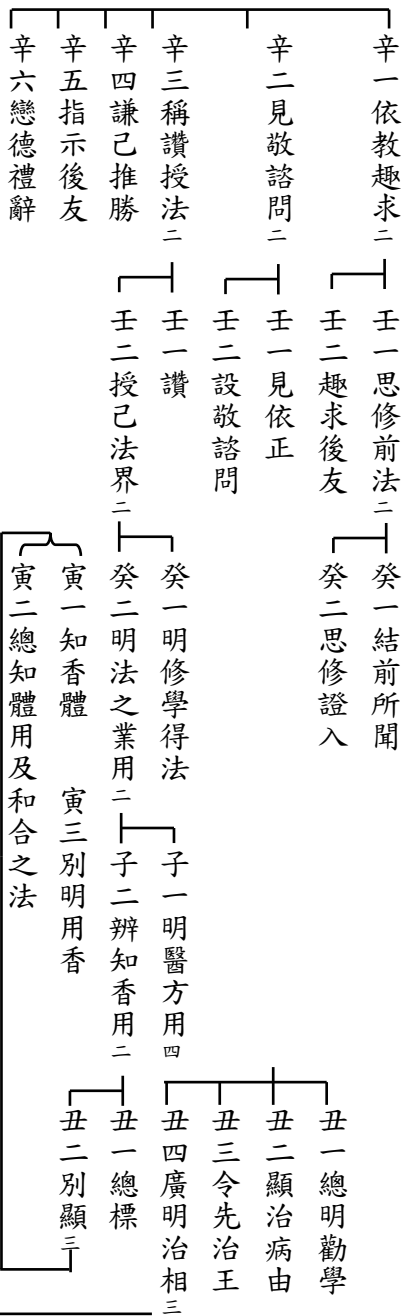 辛一依教趣求二
辛二見敬諮問二
辛三稱讚授法二
辛四謙己推勝
辛五指示後友
辛六戀德禮辭
壬一思修前法二
壬二趣求後友
壬一見依正
壬二設敬諮問
壬一讚
壬二授己法界二
癸一結前所聞
癸二思修證入
癸一明修學得法
癸二明法之業用二
子一明醫方用四
子二辨知香用二
丑一總明勸學
丑二顯治病由
丑三令先治王
丑四廣明治相三
丑一總標
丑二別顯三
寅一知香體
寅二總知體用及和合之法
寅三別明用香